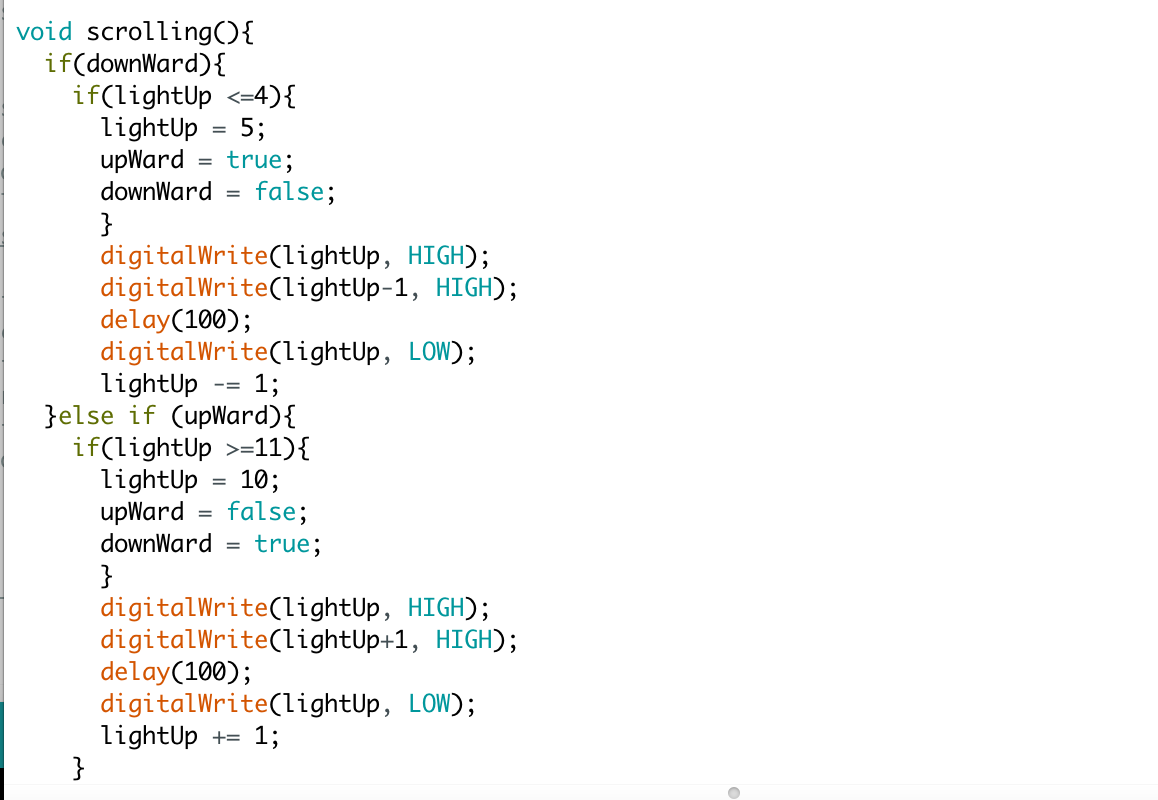 void scrolling(){
  if(downWard){
    if(lightUp <=4){
      lightUp = 5;
      upWard = true;
      downWard = false;
      }
      digitalWrite(lightUp, HIGH);
      digitalWrite(lightUp-1, HIGH);
      delay(100);
      digitalWrite(lightUp, LOW);
      lightUp -= 1;
  }else if (upWard){
    if(lightUp >=11){
      lightUp = 10;
      upWard = false;
      downWard = true;
      }
      digitalWrite(lightUp, HIGH);
      digitalWrite(lightUp+1, HIGH);
      delay(100);
      digitalWrite(lightUp, LOW);
      lightUp += 1;
    }